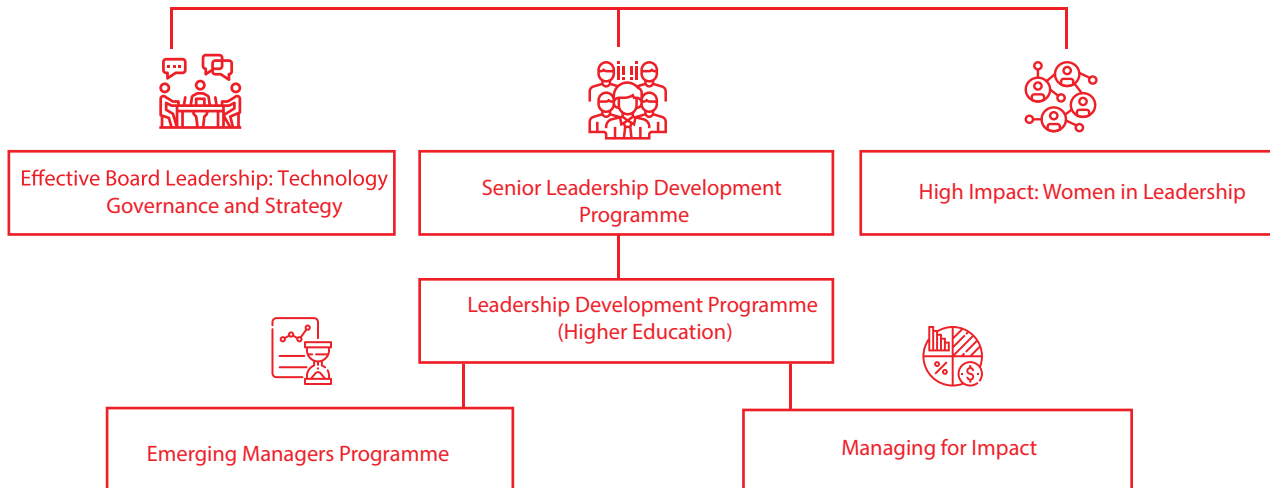 Effective Board Leadership: Technology
Governance and Strategy
Senior Leadership Development
Programme
High Impact: Women in Leadership
Leadership Development Programme
(Higher Education)
%
$
Emerging Managers Programme
Managing for Impact